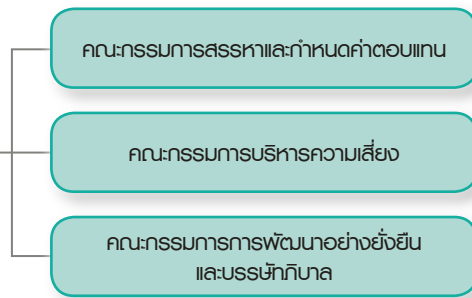 คณะกรรมการสรรหาและกำหนดค่าตอบแทน
คณะกรรมการบริหารความเสี่ยง
คณะกรรมการการพัฒนาอย่างยั่งยืน
และบรรษัทภิบาล